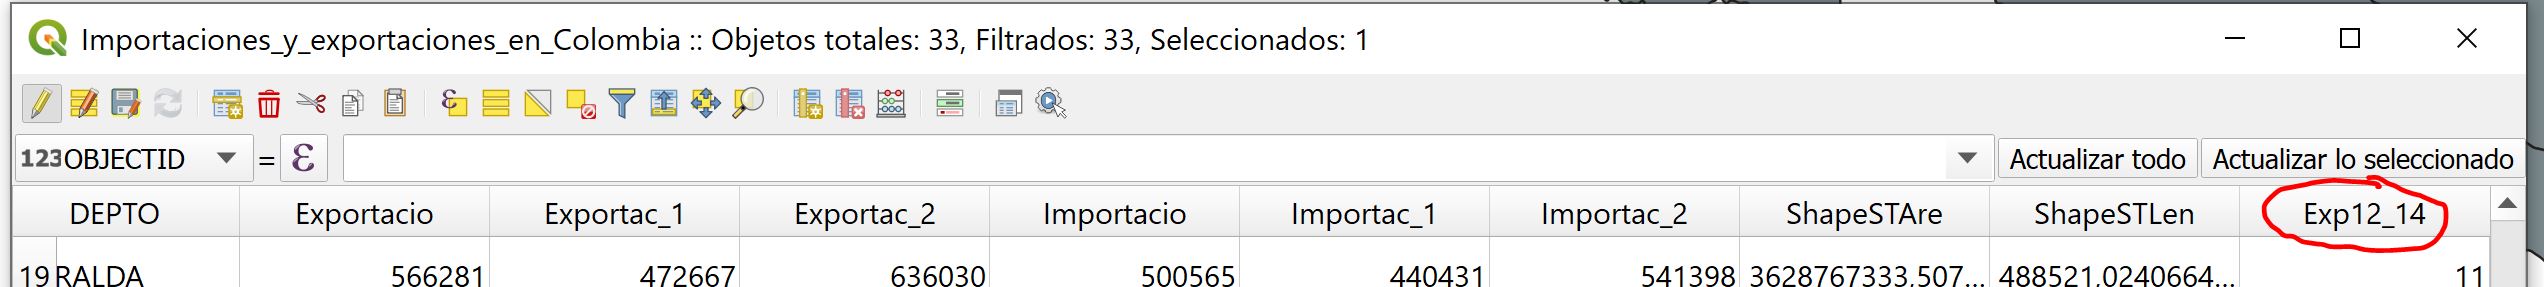 Importaciones_y_exportaciones_en_Colombia :: Objetos totales: 33, Filtrados: 33, Seleccionados: 1
123 OBJECTID = ε Actualizar todo Actualizar lo seleccionado
DEPTO Exportacio Exportac_1 Exportac_2 Importacio Importac_1 Importac_2 ShapeSTAre ShapeSTLen Exp12_14
19 RALDA 566281 472667 636030 500565 440431 541398 3628767333,507... 488521,0240664... 11